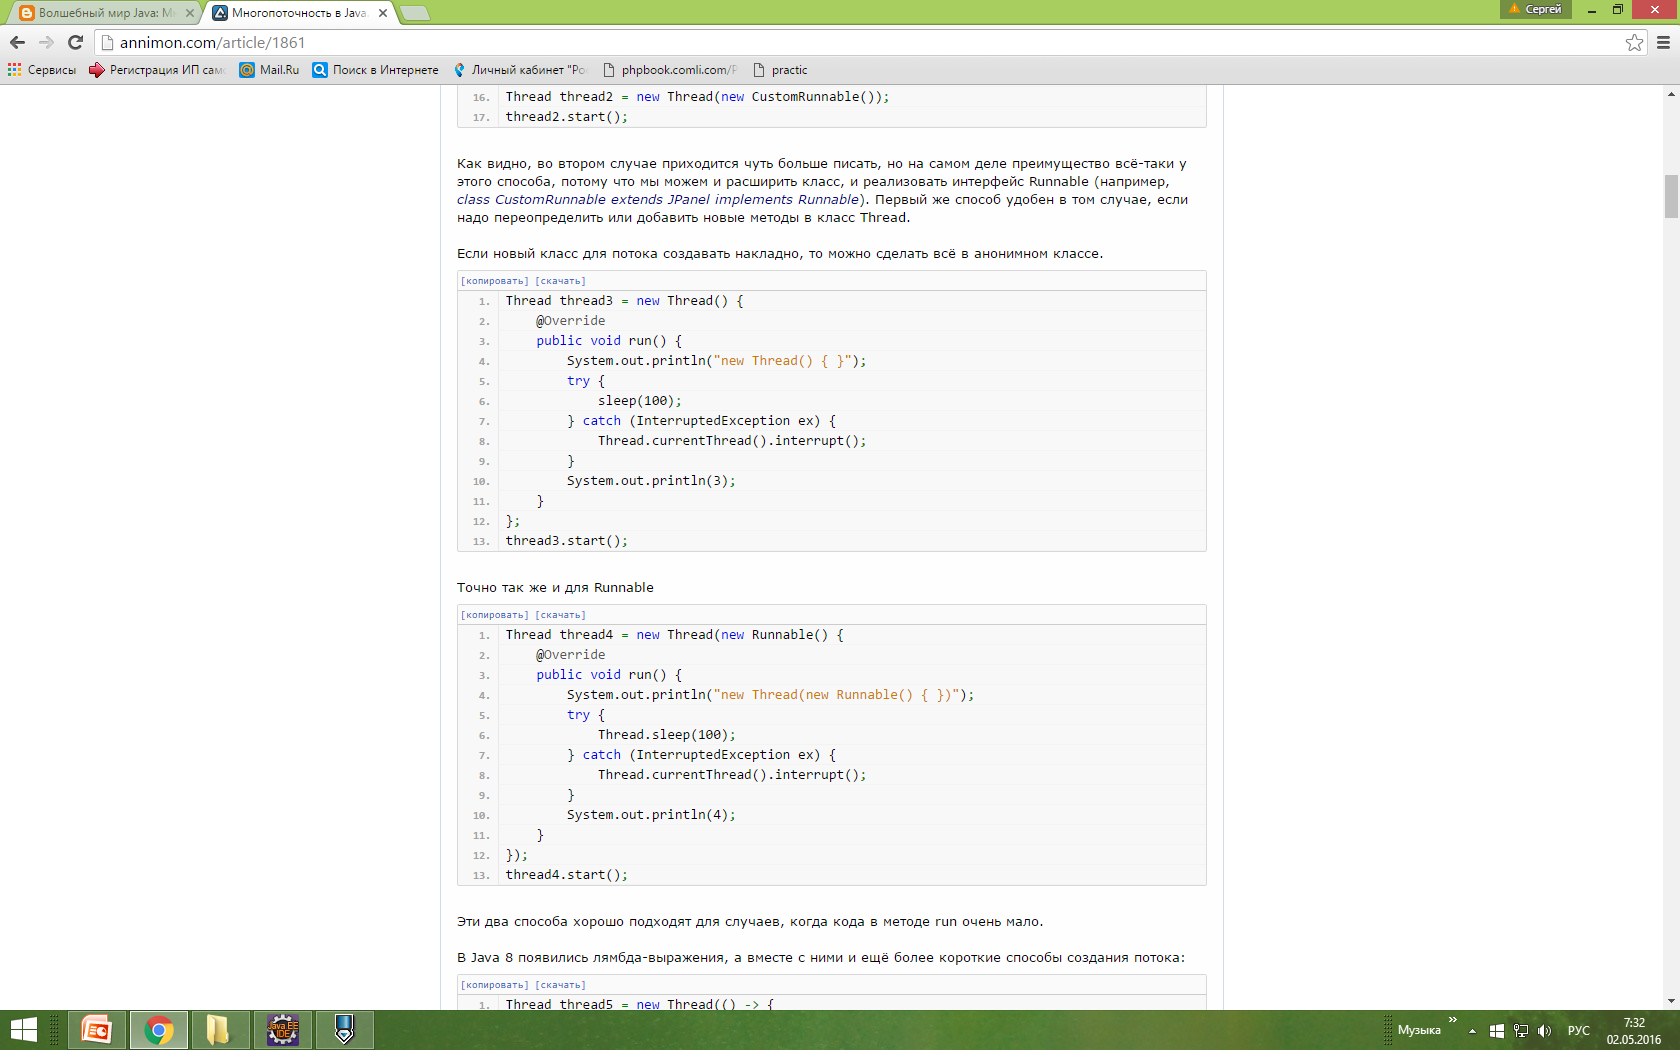 Волшебный мир Java: Мн
Многопоточность в Java.
Сергей
annimon.com/article/1861
Сервисы
Регистрация ИП сам
Mail.Ru
Поиск в Интернете
Личный кабинет "Ро
phpbook.comli.com/P
practic
16. Thread thread2 = new Thread(new CustomRunnable());
17. thread2.start();
Как видно, во втором случае приходится чуть больше писать, но на самом деле преимущество всё-таки у
этого способа, потому что мы можем и расширить класс, и реализовать интерфейс Runnable (например,
class CustomRunnable extends JPanel implements Runnable). Первый же способ удобен в том случае, если
надо переопределить или добавить новые методы в класс Thread.
Если новый класс для потока создавать накладно, то можно сделать всё в анонимном классе.
[копировать] [скачать]
1. Thread thread3 = new Thread() {
2. @Override
3. public void run() {
4. System.out.println("new Thread() { }");
5. try {
6. sleep(100);
7. } catch (InterruptedException ex) {
8. Thread.currentThread().interrupt();
9. }
10. System.out.println(3);
11. }
12. };
13. thread3.start();
Точно так же и для Runnable
[копировать] [скачать]
1. Thread thread4 = new Thread(new Runnable() {
2. @Override
3. public void run() {
4. System.out.println("new Thread(new Runnable() { })");
5. try {
6. Thread.sleep(100);
7. } catch (InterruptedException ex) {
8. Thread.currentThread().interrupt();
9. }
10. System.out.println(4);
11. }
12. });
13. thread4.start();
Эти два способа хорошо подходят для случаев, когда кода в методе run очень мало.
В Java 8 появились лямбда-выражения, а вместе с ними и ещё более короткие способы создания потока:
[копировать] [скачать]
1. Thread thread5 = new Thread(() -> {
Java EE
IDE
Музыка
РУС
7:32
02.05.2016